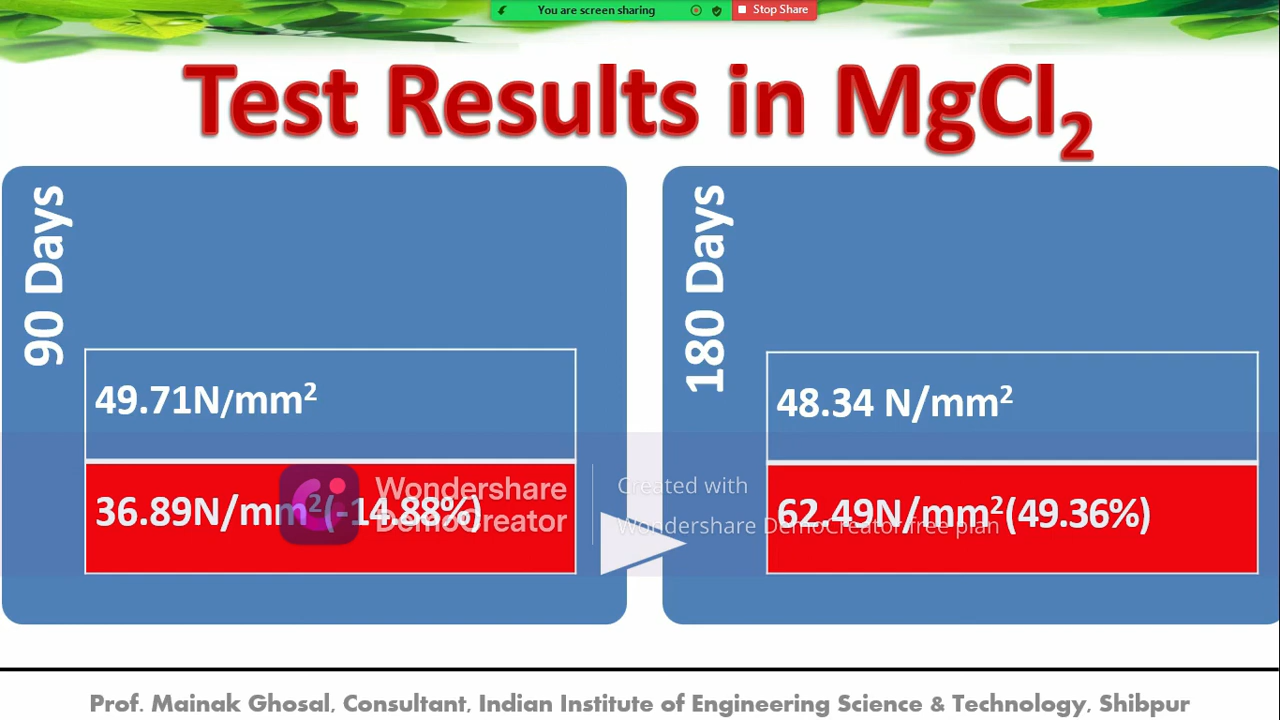 You are screen sharing
Stop Share
Test Results in MgCl₂
90 Days
49.71N/mm²
36.89N/mm²(-14.88%)
180 Days
48.34 N/mm²
62.49N/mm²(49.36%)
Wondershare
DemoCreator
Created with
Wondershare DemoCreator free plan
Prof. Mainak Ghosal, Consultant, Indian Institute of Engineering Science & Technology, Shibpur